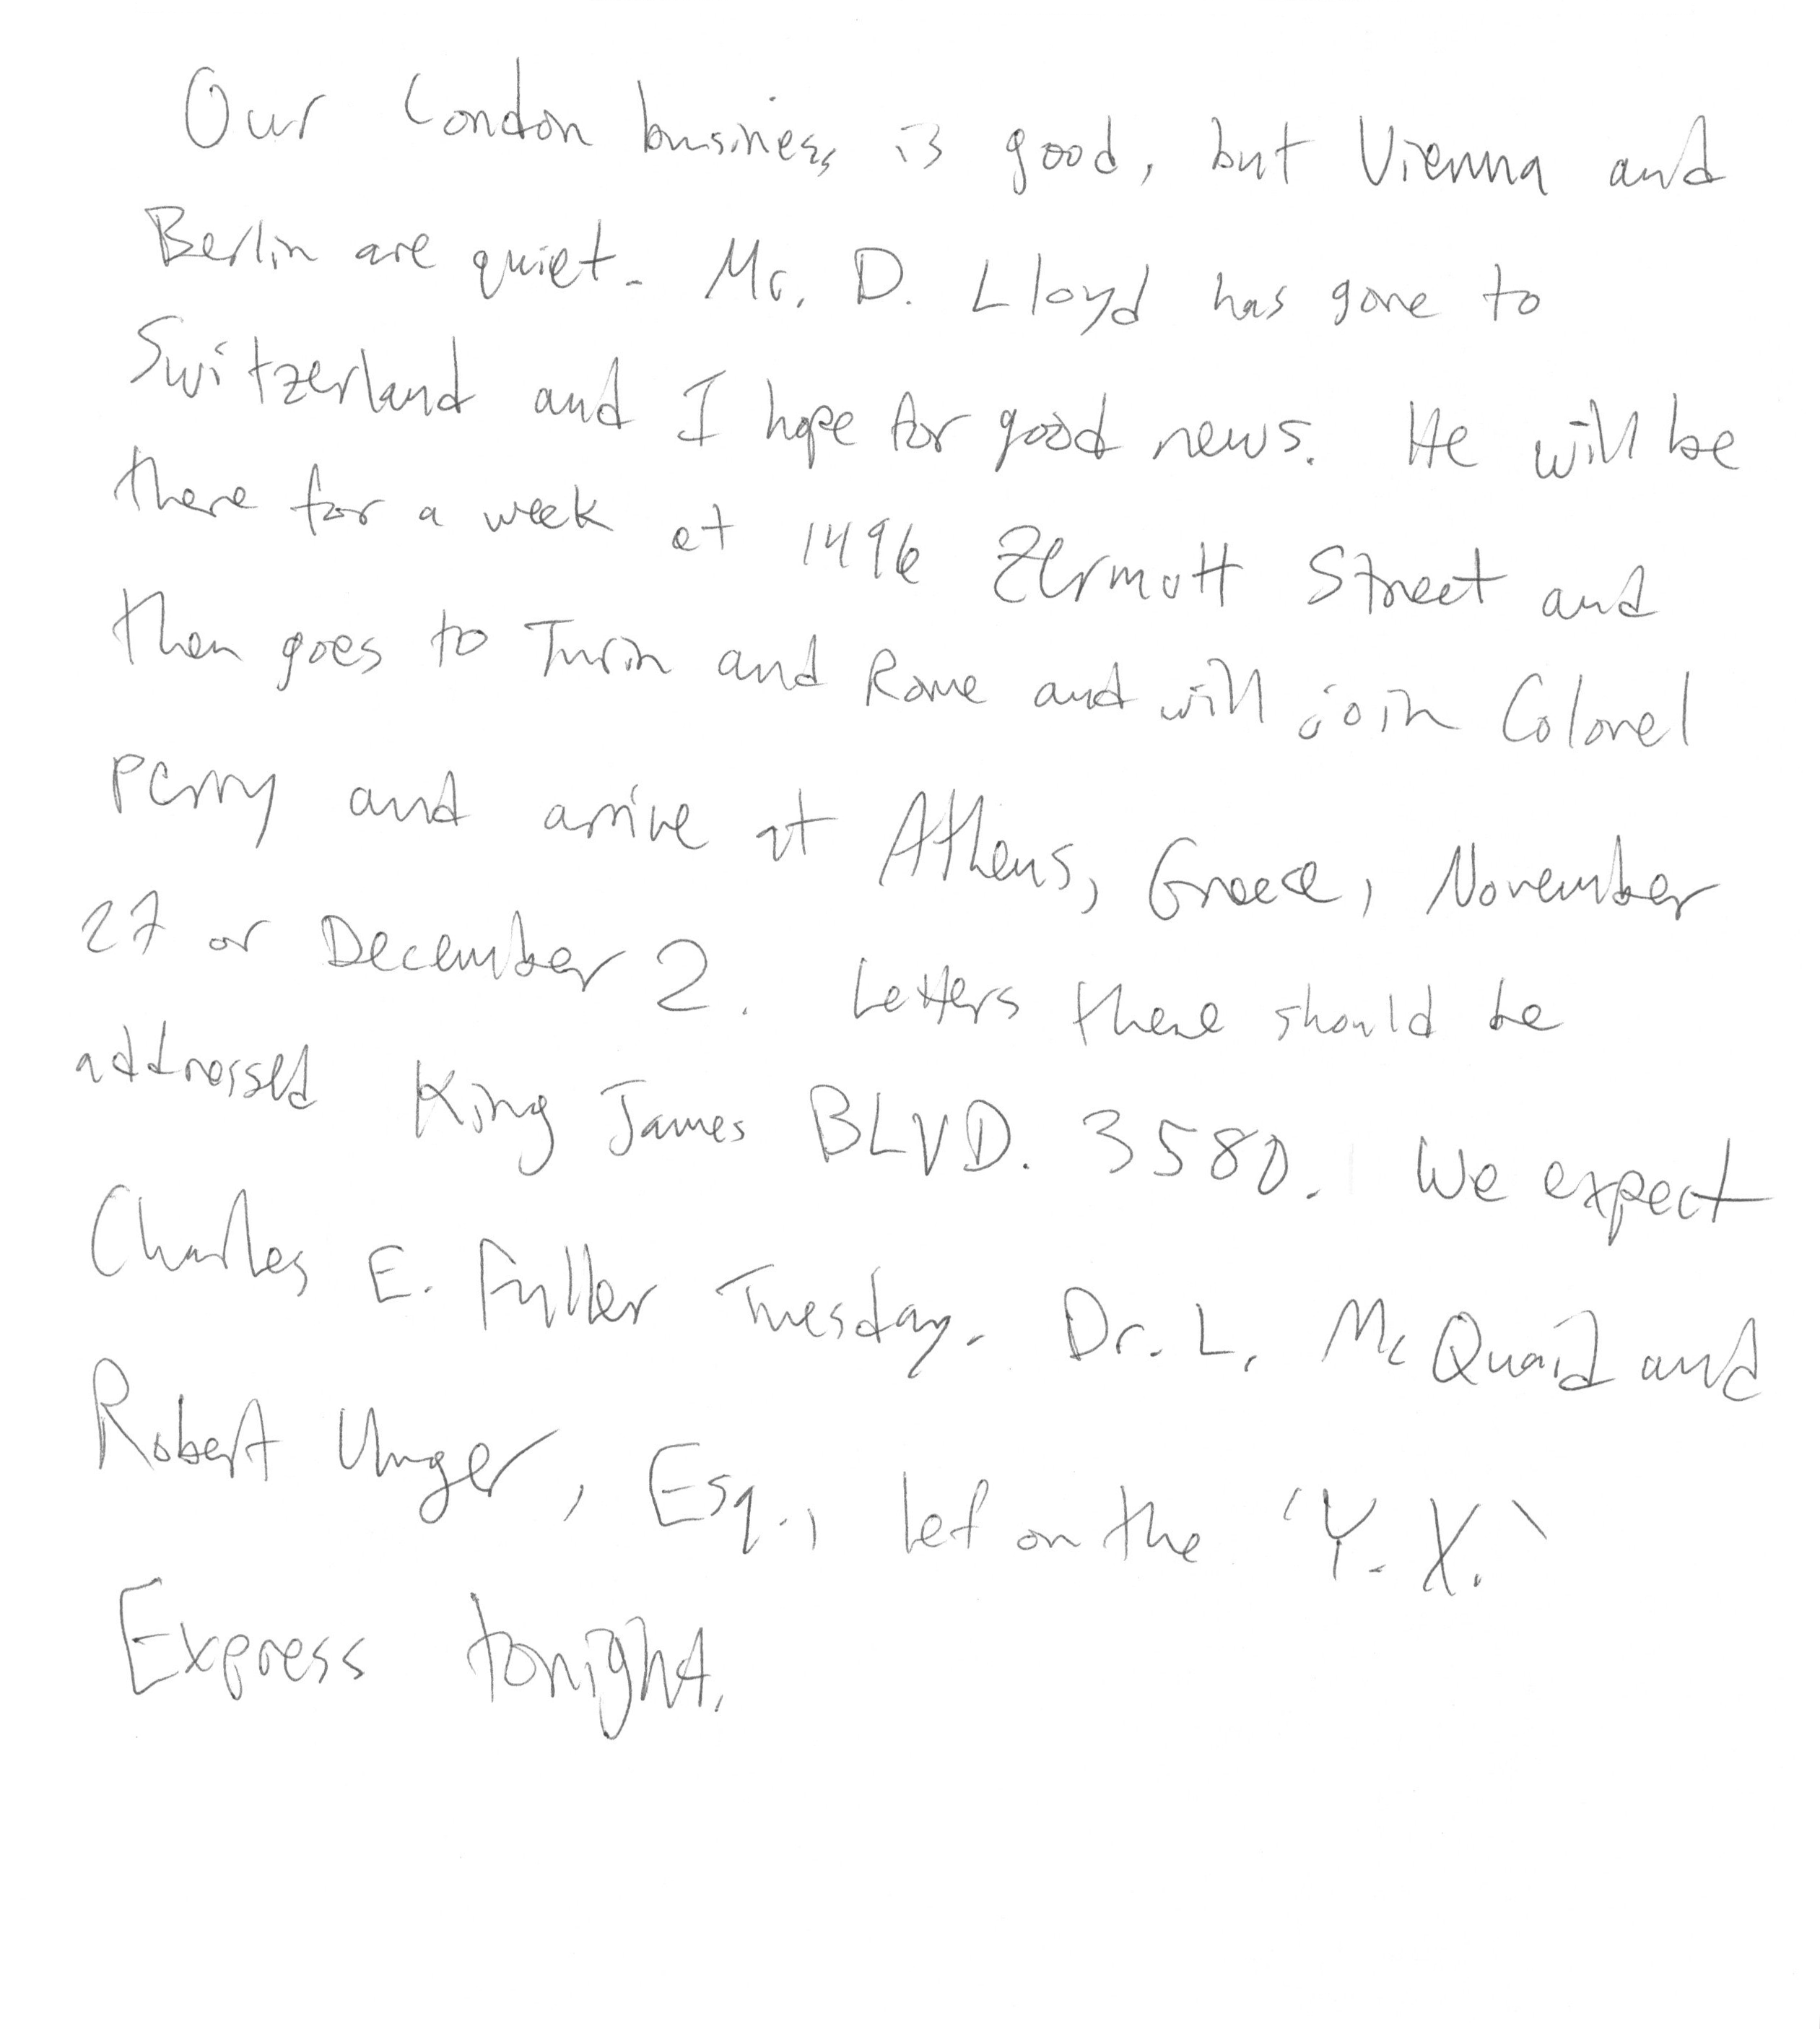 Our London business is good, but Vienna and
Berlin are quiet. Mr. D. Lloyd has gone to
Switzerland and I hope for good news. He will be
there for a week at 1496 Zermott Street and
then goes to Turin and Rome and will join Colonel
Perry and arrive at Athens, Greece, November
27 or December 2. Letters there should be
addressed King James BLVD. 3580. We expect
Charles E. Fuller Tuesday. Dr. L. McQuaid and
Robert Unger, Esq., left on the 'Y.X.'
Express tonight.